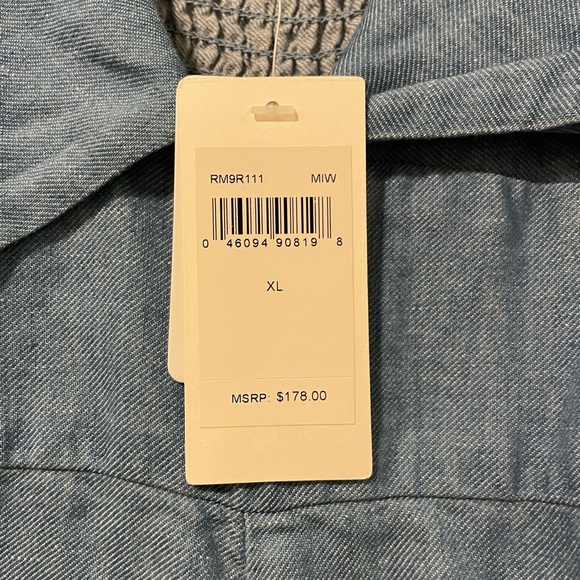 RM9R111 MIW
0 46094 90819 8
XL
MSRP: $178.00